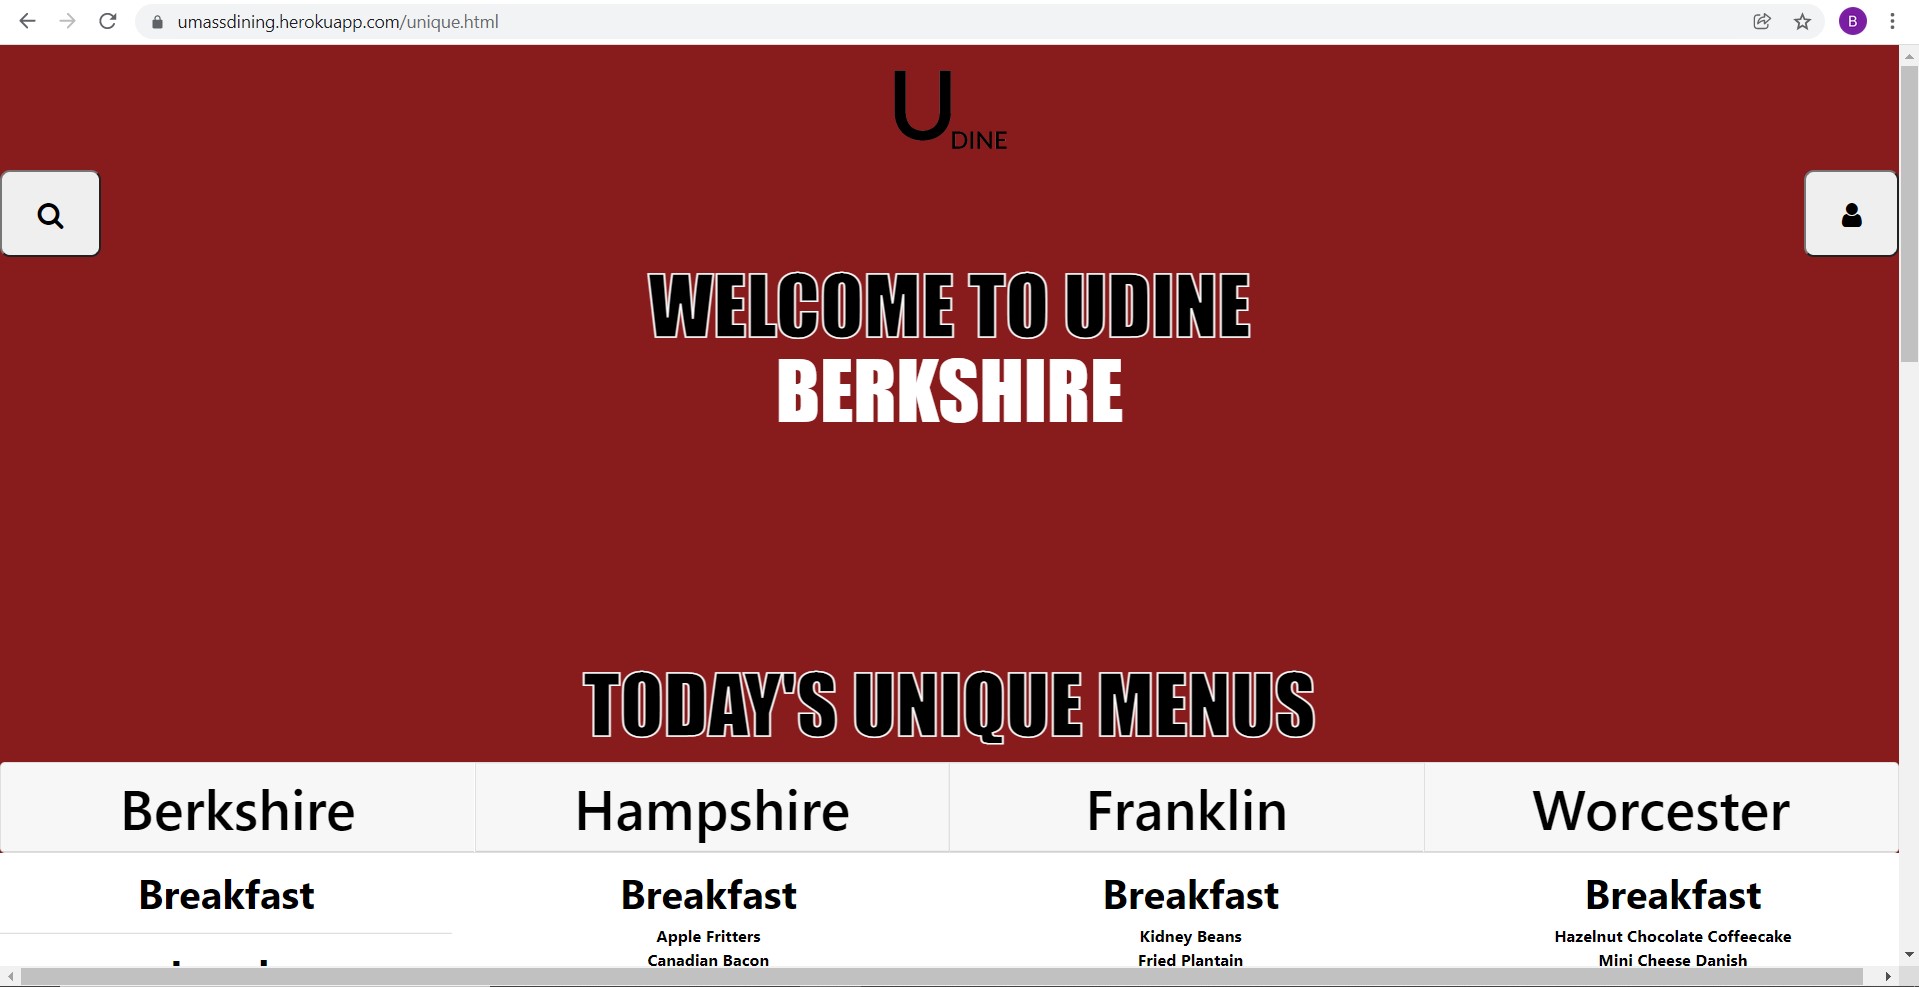 umassdining.herokuapp.com/unique.html
B
U DINE
WELCOME TO UDINE
BERKSHIRE
TODAY'S UNIQUE MENUS
Berkshire Hampshire Franklin Worcester
Breakfast Breakfast Breakfast Breakfast
Apple Fritters Kidney Beans Hazelnut Chocolate Coffeecake
Canadian Bacon Fried Plantain Mini Cheese Danish